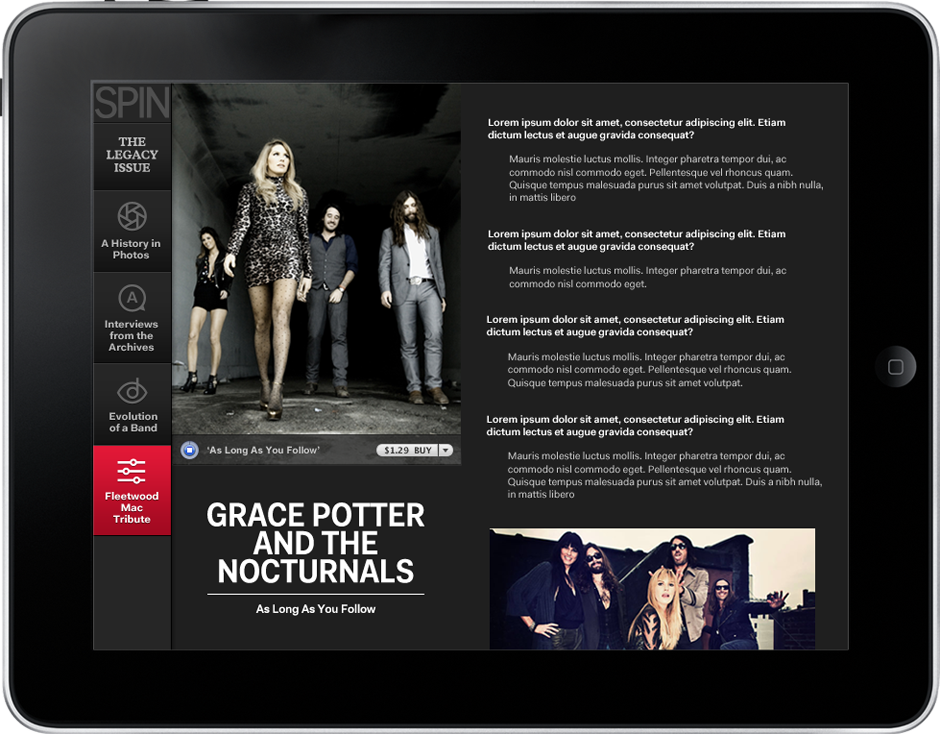 SPIN
THE
LEGACY
ISSUE
A History in
Photos
A
Interviews
from the
Archives
Evolution
of a Band
Fleetwood
Mac
Tribute
'As Long As You Follow'
$1.29 BUY
GRACE POTTER
AND THE
NOCTURNALS
As Long As You Follow
Lorem ipsum dolor sit amet, consectetur adipiscing elit. Etiam
dictum lectus et augue gravida consequat?
Mauris molestie luctus mollis. Integer pharetra tempor dui, ac
commodo nisl commodo eget. Pellentesque vel rhoncus quam.
Quisque tempus malesuada purus sit amet volutpat. Duis a nibh nulla,
in mattis libero
Lorem ipsum dolor sit amet, consectetur adipiscing elit. Etiam
dictum lectus et augue gravida consequat?
Mauris molestie luctus mollis. Integer pharetra tempor dui, ac
commodo nisl commodo eget.
Lorem ipsum dolor sit amet, consectetur adipiscing elit. Etiam
dictum lectus et augue gravida consequat?
Mauris molestie luctus mollis. Integer pharetra tempor dui, ac
commodo nisl commodo eget. Pellentesque vel rhoncus quam.
Quisque tempus malesuada purus sit amet volutpat.
Lorem ipsum dolor sit amet, consectetur adipiscing elit. Etiam
dictum lectus et augue gravida consequat?
Mauris molestie luctus mollis. Integer pharetra tempor dui, ac
commodo nisl commodo eget. Pellentesque vel rhoncus quam.
Quisque tempus malesuada purus sit amet volutpat. Duis a nibh nulla,
in mattis libero